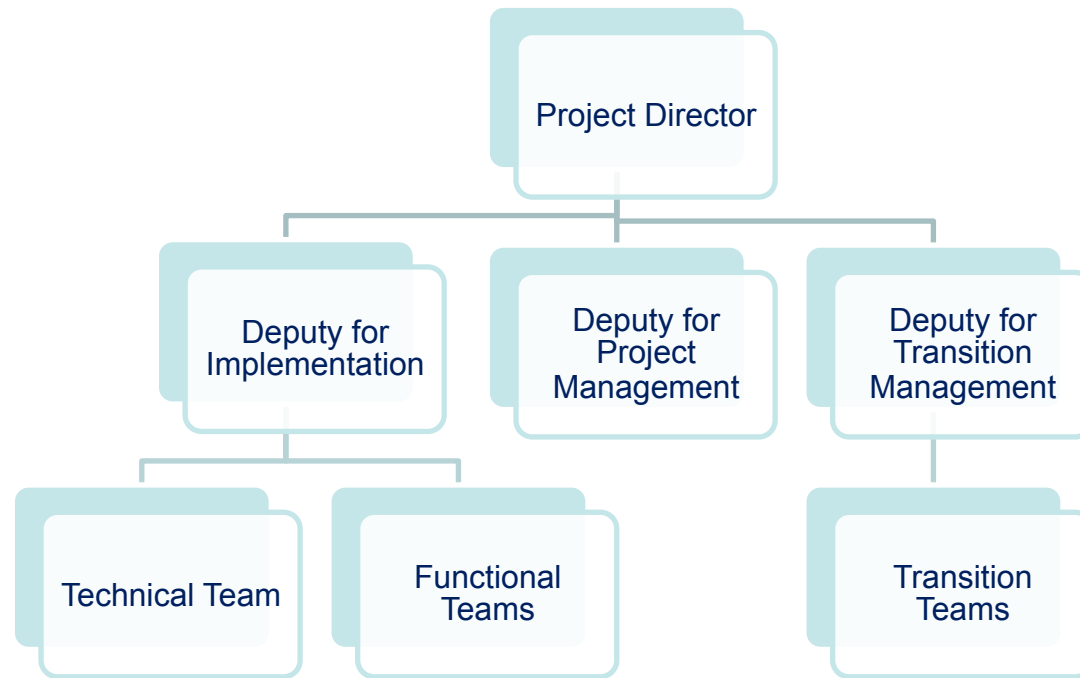 Project Director
Deputy for
Implementation
Deputy for
Project
Management
Deputy for
Transition
Management
Technical Team
Functional
Teams
Transition
Teams